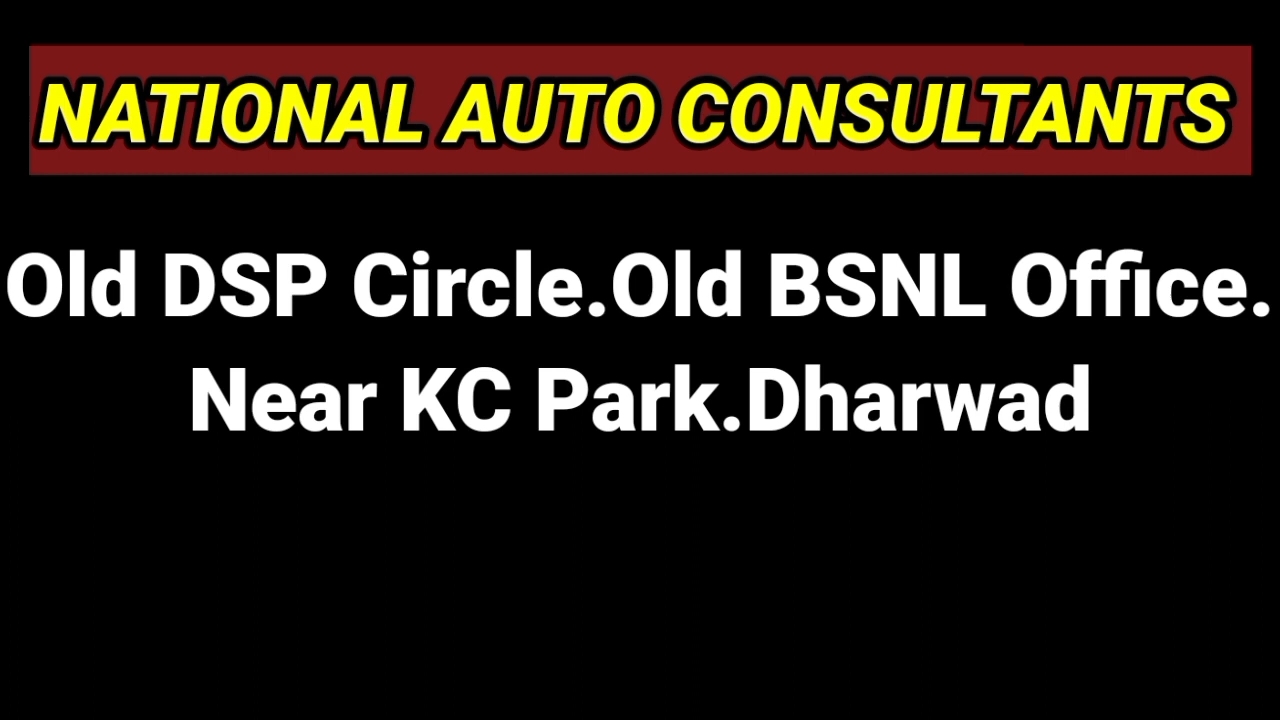 NATIONAL AUTO CONSULTANTS
Old DSP Circle.Old BSNL Office.
Near KC Park.Dharwad